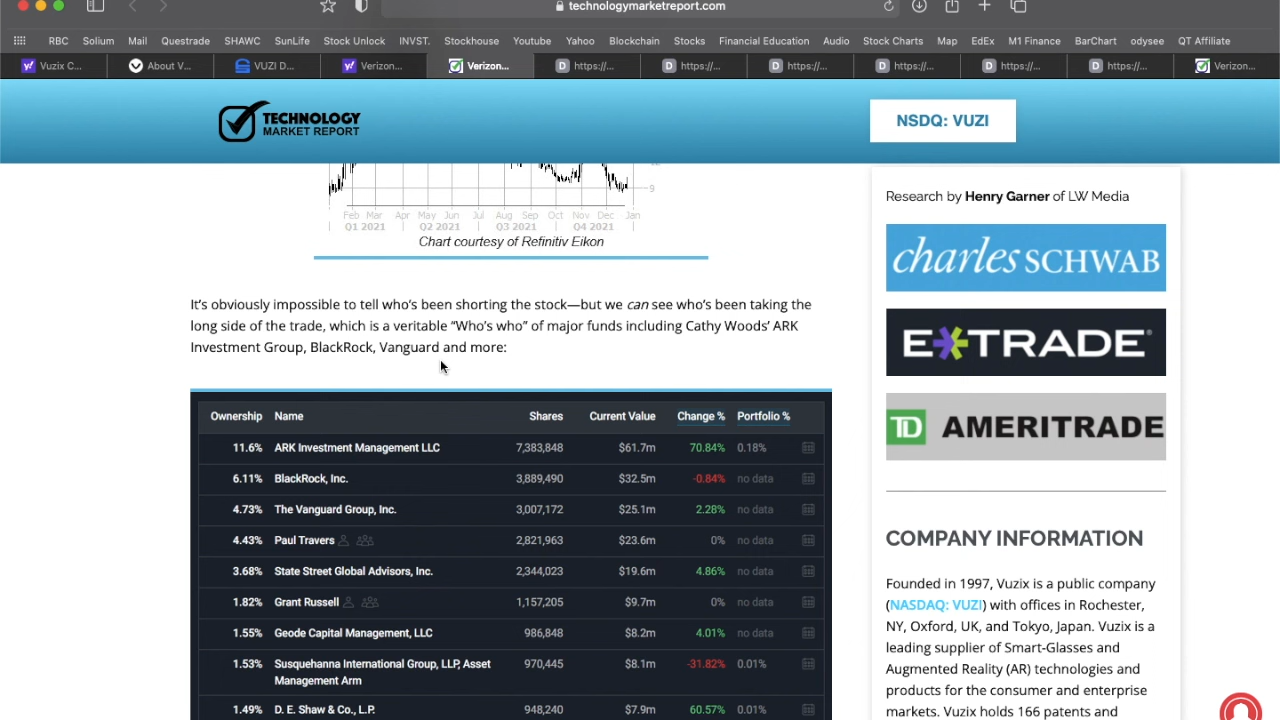 technologymarketreport.com
RBC Solium Mail Questrade SHAWC SunLife Stock Unlock INVST. Stockhouse Youtube Yahoo Blockchain Stocks Financial Education Audio Stock Charts Map EdEx M1 Finance BarChart odysee QT Affiliate
Vuzix C... About V... VUZI D... Verizon... Verizon... https://... https://... https://... https://... https://... https://... Verizon...
TECHNOLOGY
MARKET REPORT
NSDQ: VUZI
9
Feb Mar Apr May Jun Jul Aug Sep Oct Nov Dec Jan
Q1 2021 Q2 2021 Q3 2021 Q4 2021
Chart courtesy of Refinitiv Eikon
It's obviously impossible to tell who's been shorting the stock—but we can see who's been taking the
long side of the trade, which is a veritable “Who's who” of major funds including Cathy Woods' ARK
Investment Group, BlackRock, Vanguard and more:
Ownership Name Shares Current Value Change % Portfolio %
11.6% ARK Investment Management LLC 7,383,848 $61.7m 70.84% 0.18%
6.11% BlackRock, Inc. 3,889,490 $32.5m -0.84% no data
4.73% The Vanguard Group, Inc. 3,007,172 $25.1m 2.28% no data
4.43% Paul Travers 2,821,963 $23.6m 0% no data
3.68% State Street Global Advisors, Inc. 2,344,023 $19.6m 4.86% no data
1.82% Grant Russell 1,157,205 $9.7m 0% no data
1.55% Geode Capital Management, LLC 986,848 $8.2m 4.01% no data
1.53% Susquehanna International Group, LLP, Asset 970,445 $8.1m -31.82% 0.01%
Management Arm
1.49% D. E. Shaw & Co., L.P. 948,240 $7.9m 60.57% 0.01%
Research by Henry Garner of LW Media
charles SCHWAB
E*TRADE
TD AMERITRADE
COMPANY INFORMATION
Founded in 1997, Vuzix is a public company
(NASDAQ: VUZI) with offices in Rochester,
NY, Oxford, UK, and Tokyo, Japan. Vuzix is a
leading supplier of Smart-Glasses and
Augmented Reality (AR) technologies and
products for the consumer and enterprise
markets. Vuzix holds 166 patents and